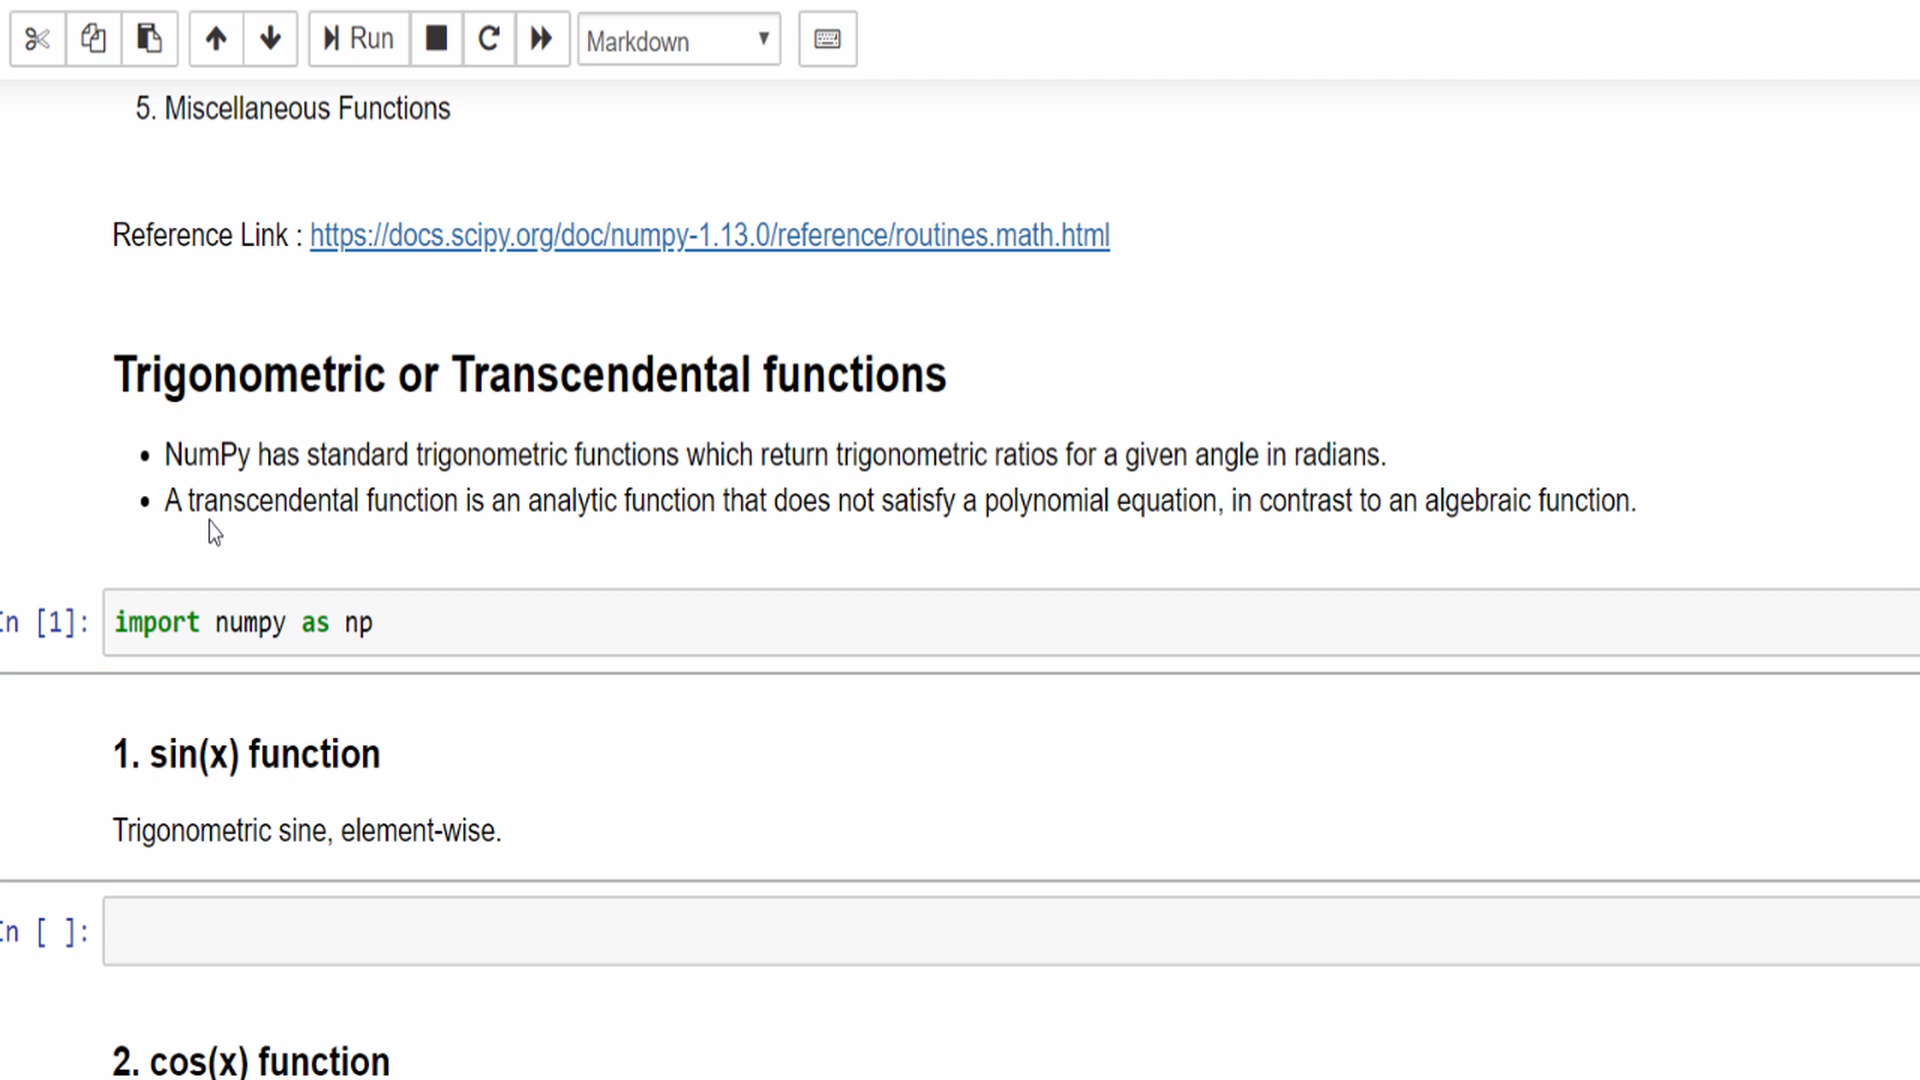 Run
Markdown
5. Miscellaneous Functions
Reference Link : https://docs.scipy.org/doc/numpy-1.13.0/reference/routines.math.html
Trigonometric or Transcendental functions
• NumPy has standard trigonometric functions which return trigonometric ratios for a given angle in radians.
• A transcendental function is an analytic function that does not satisfy a polynomial equation, in contrast to an algebraic function.
In [1]: import numpy as np
1. sin(x) function
Trigonometric sine, element-wise.
In [ ]:
2. cos(x) function